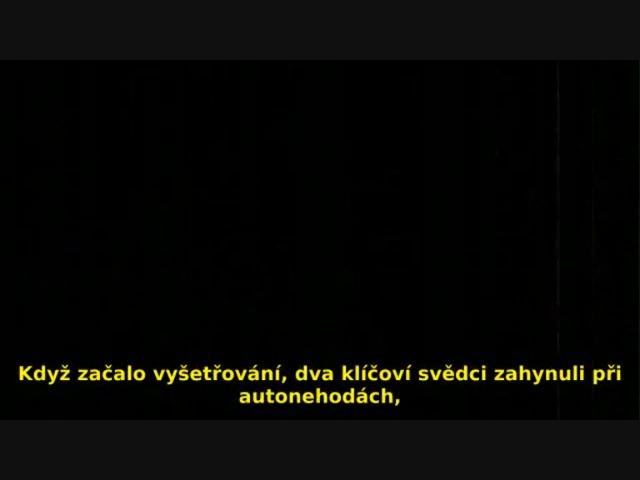 Když začalo vyšetřování, dva klíčoví svědci zahynuli při
autonehodách,